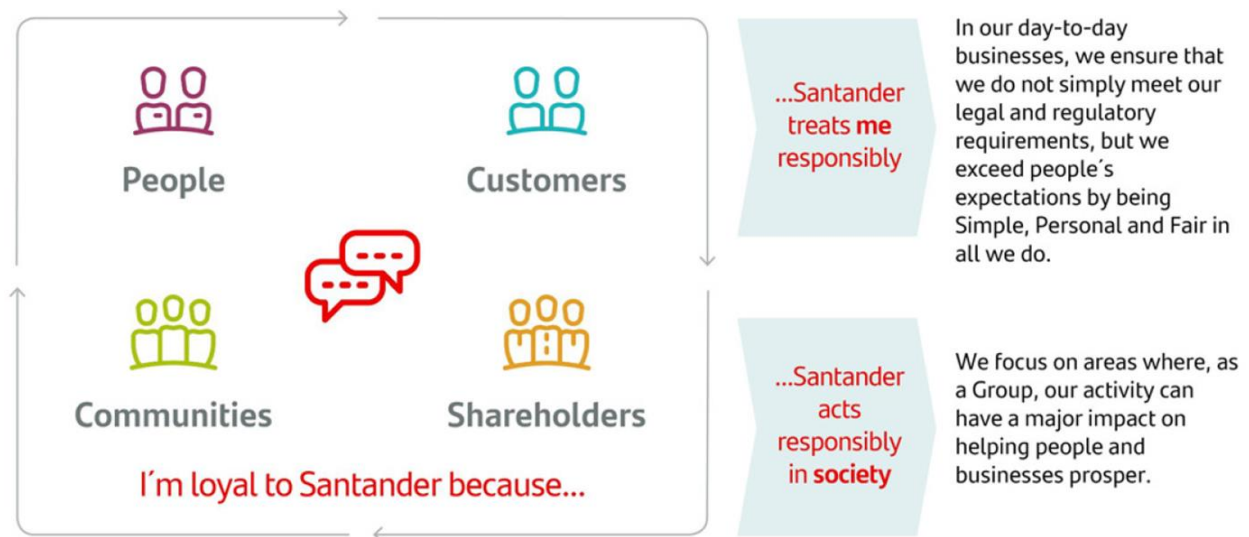 People
Customers
Communities
Shareholders
I´m loyal to Santander because...
...Santander
treats me
responsibly
In our day-to-day
businesses, we ensure that
we do not simply meet our
legal and regulatory
requirements, but we
exceed people´s
expectations by being
Simple, Personal and Fair in
all we do.
...Santander
acts
responsibly
in society
We focus on areas where, as
a Group, our activity can
have a major impact on
helping people and
businesses prosper.